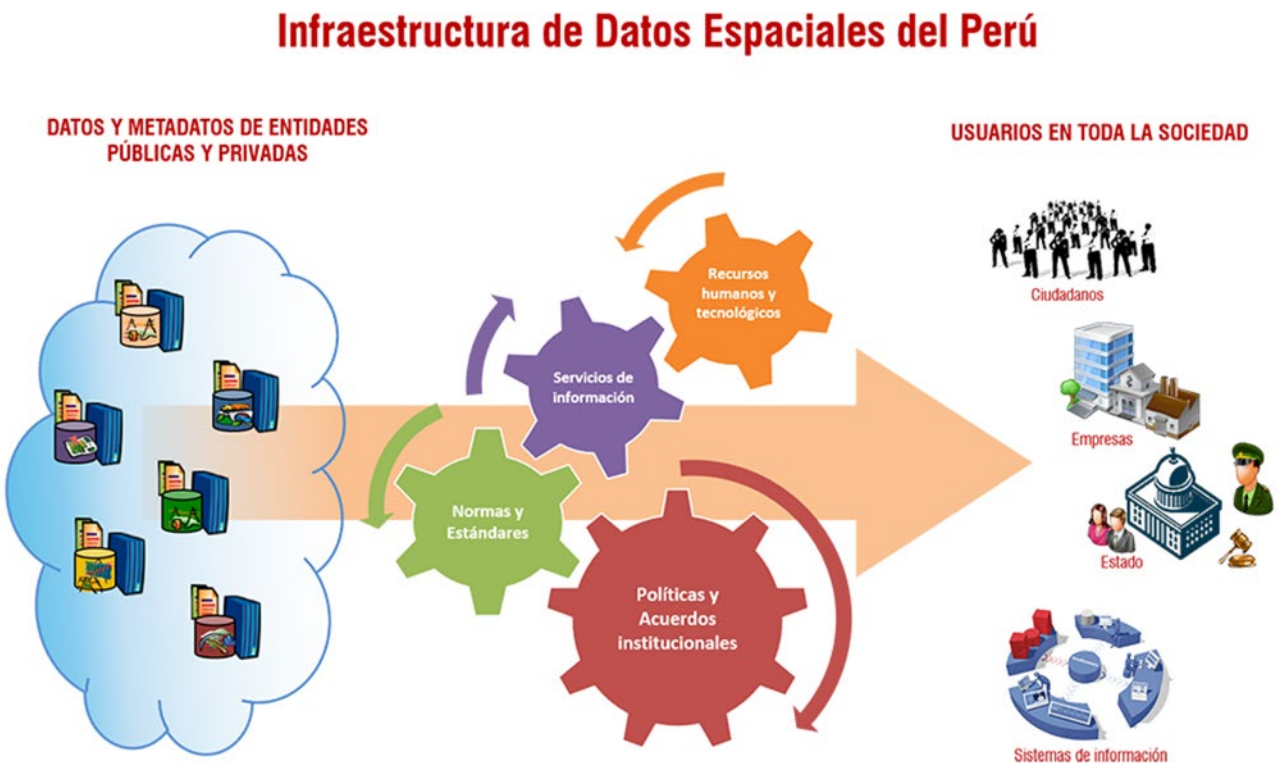 Infraestructura de Datos Espaciales del Perú
DATOS Y METADATOS DE ENTIDADES
PÚBLICAS Y PRIVADAS
USUARIOS EN TODA LA SOCIEDAD
Recursos
humanos y
tecnológicos
Servicios de
información
Normas y
Estándares
Políticas y
Acuerdos
institucionales
Ciudadanos
Empresas
Estado
Sistemas de información